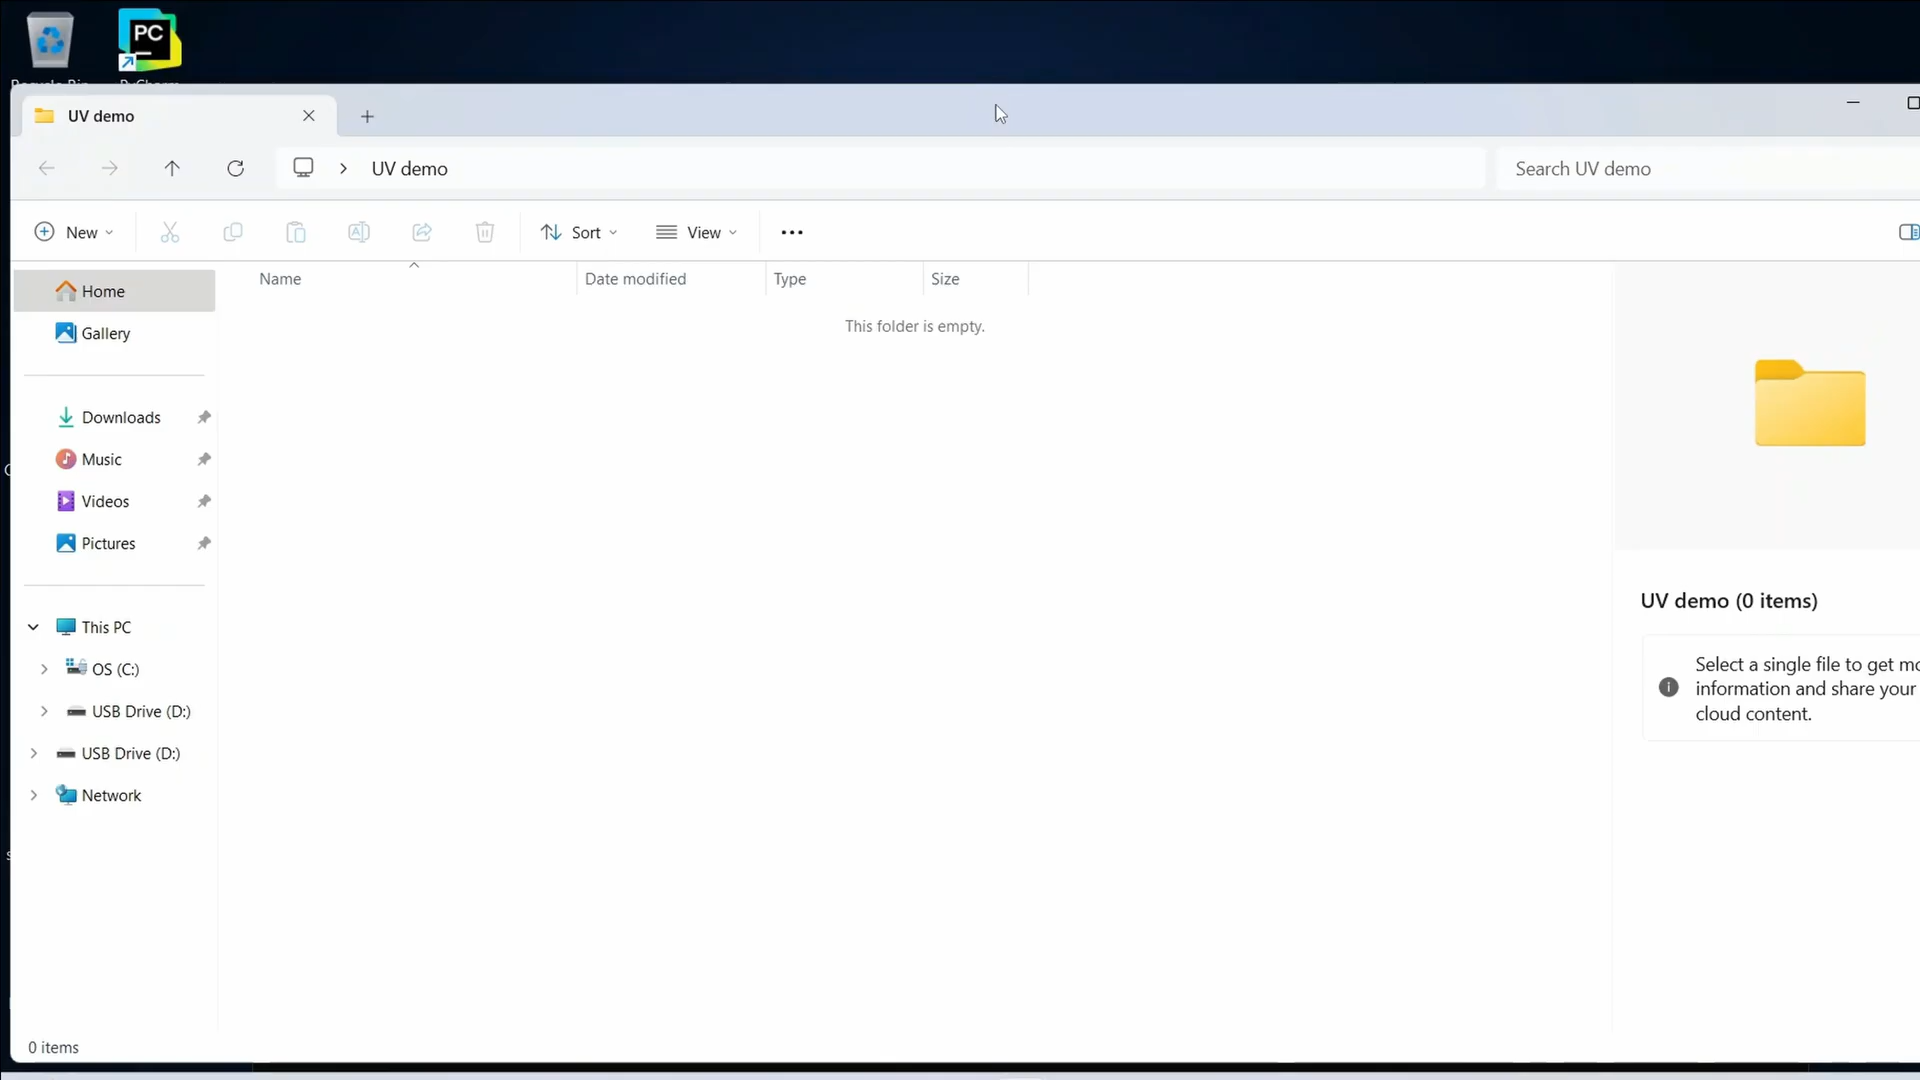 PC
UV demo
UV demo
Search UV demo
New
Sort
View
Name
Date modified
Type
Size
This folder is empty.
Home
Gallery
Downloads
Music
Videos
Pictures
This PC
OS (C:)
USB Drive (D:)
USB Drive (D:)
Network
UV demo (0 items)
Select a single file to get mo
information and share your
cloud content.
0 items